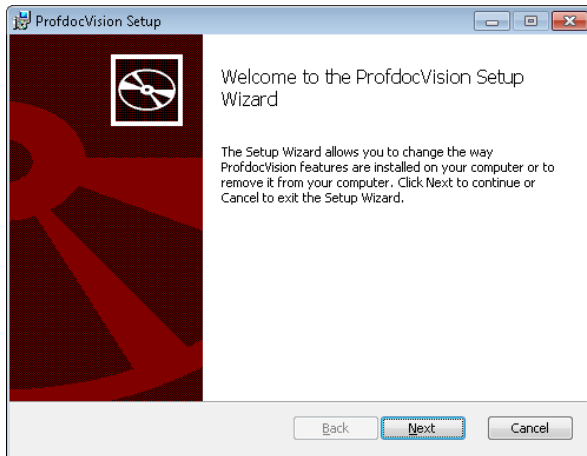 ProfdocVision Setup
Welcome to the ProfdocVision Setup
Wizard
The Setup Wizard allows you to change the way
ProfdocVision features are installed on your computer or to
remove it from your computer. Click Next to continue or
Cancel to exit the Setup Wizard.
Back Next Cancel